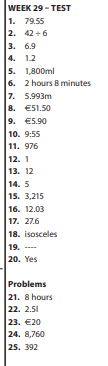 WEEK 29 – TEST
1. 79.55
2. 42 ÷ 6
3. 6.9
4. 1.2
5. 1,800ml
6. 2 hours 8 minutes
7. 5.993m
8. €51.50
9. €5.90
10. 9:55
11. 976
12. 1
13. 12
14. 5
15. 3,215
16. 12.03
17. 27.6
18. isosceles
19. ----
20. Yes
Problems
21. 8 hours
22. 2.5l
23. €20
24. 8,760
25. 392